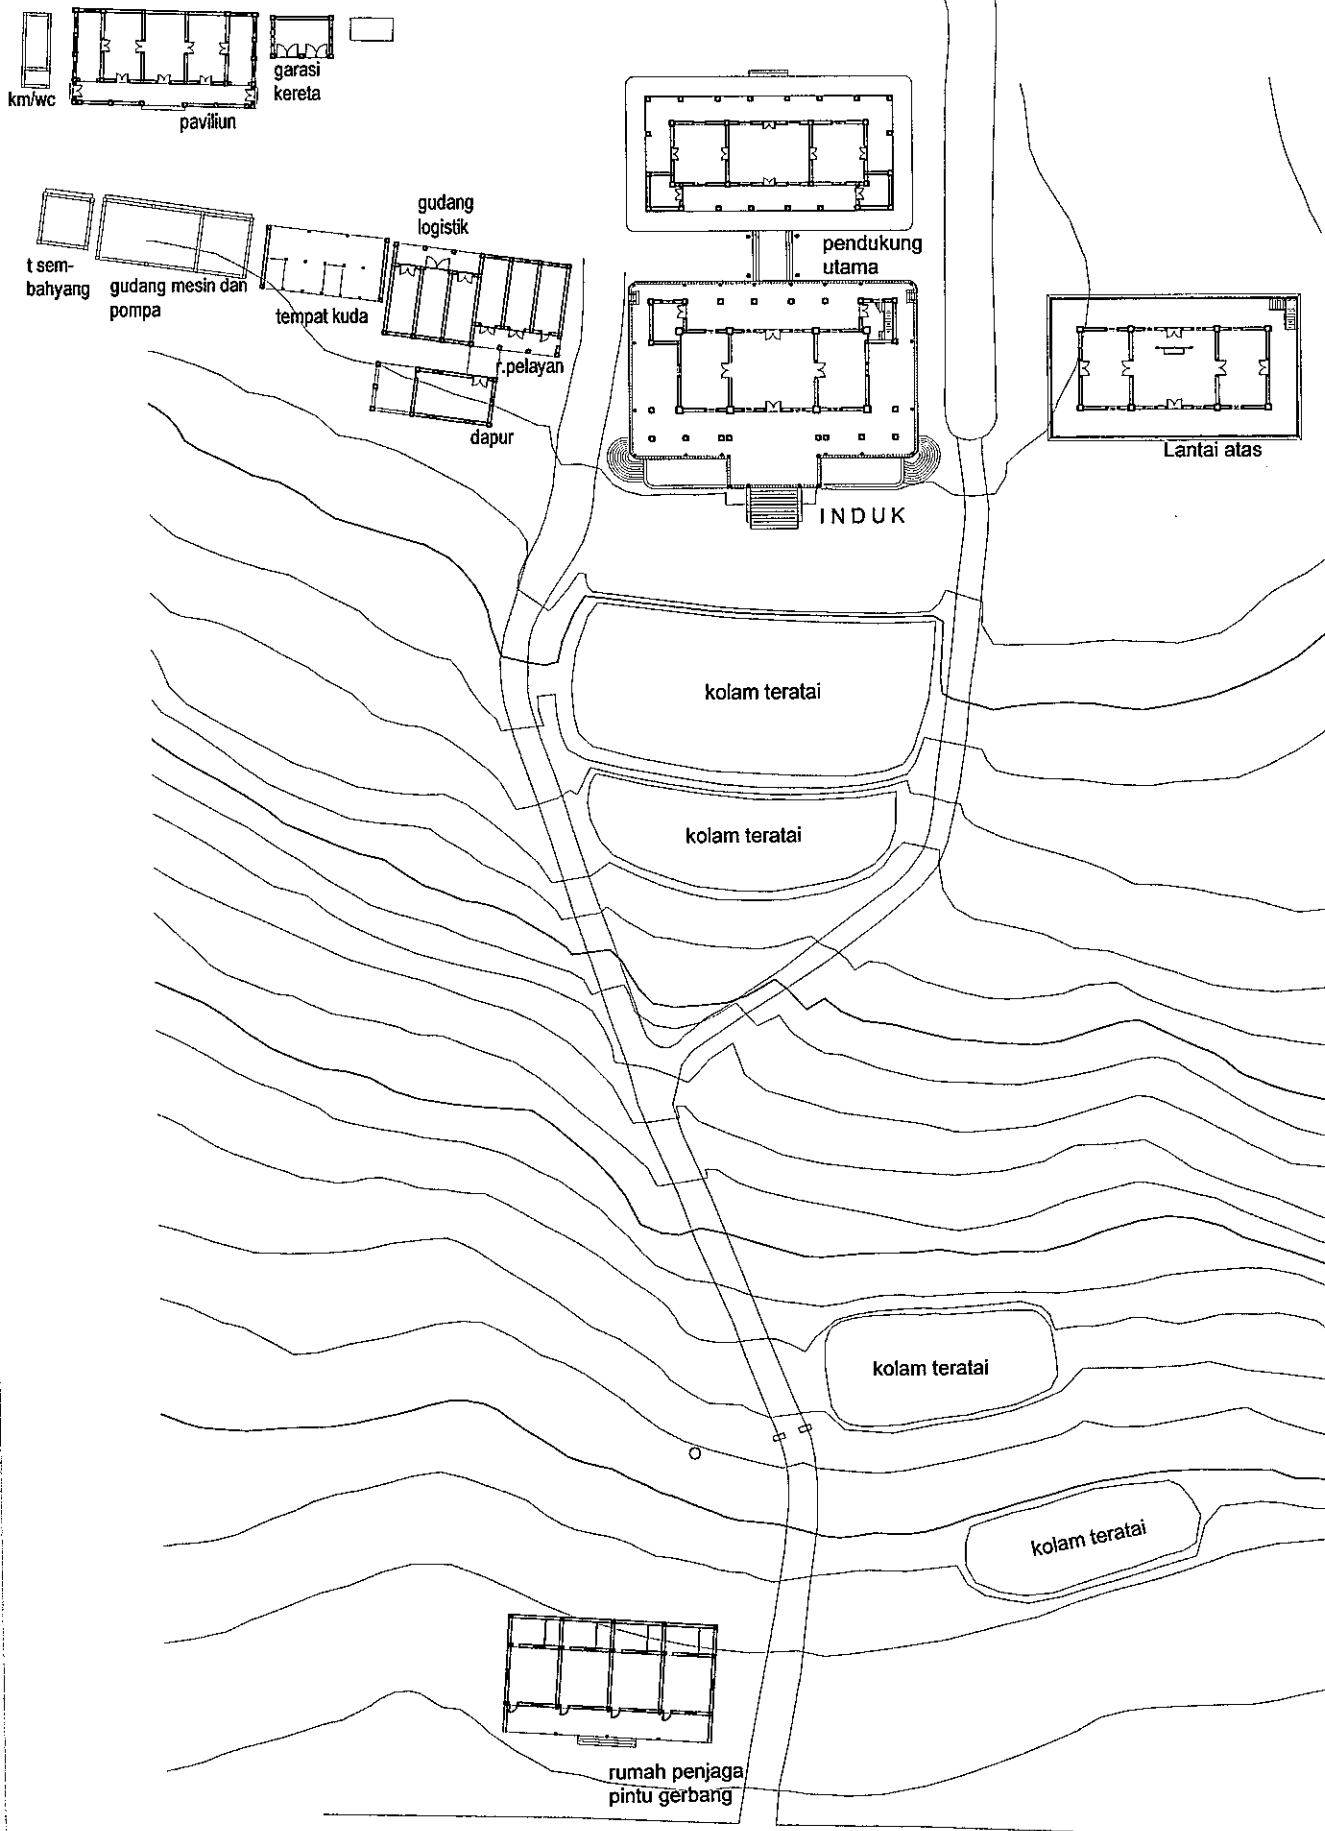 km/wc
paviliun
garasi
kereta
gudang
logistik
pendukung
utama
t sem-
bahyang
gudang mesin dan
pompa
tempat kuda
r.pelayan
dapur
Lantai atas
INDUK
kolam teratai
kolam teratai
kolam teratai
kolam teratai
rumah penjaga
pintu gerbang